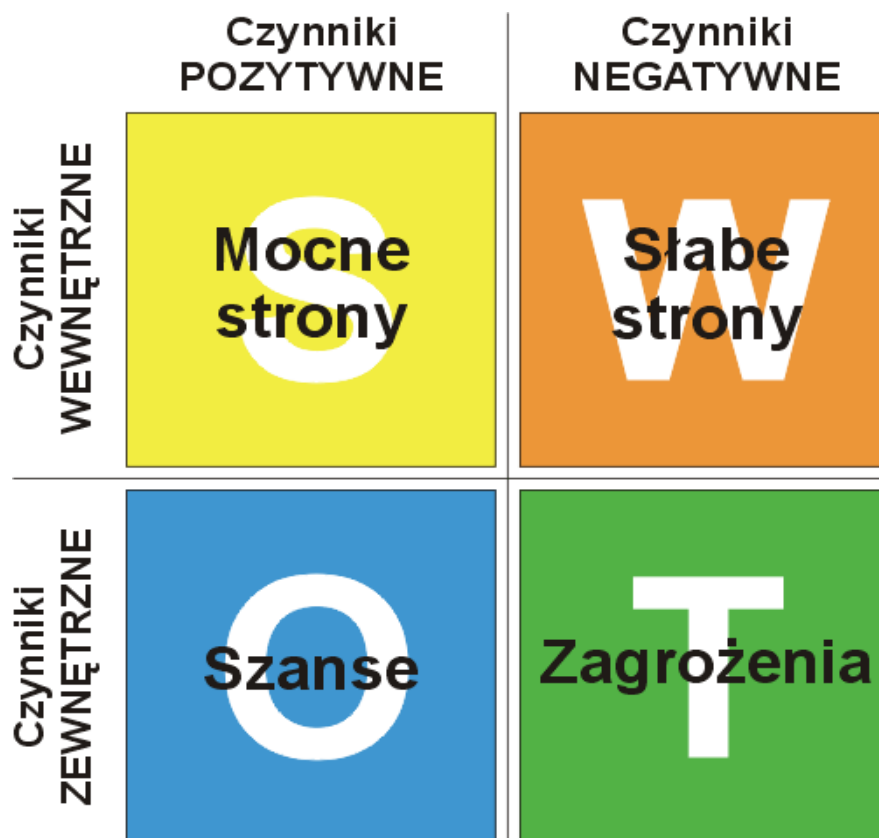 Czynniki
POZYTYWNE
Czynniki
NEGATYWNE
Czynniki
WEWNĘTRZNE
S
Mocne
strony
W
Słabe
strony
Czynniki
ZEWNĘTRZNE
O
Szanse
T
Zagrożenia